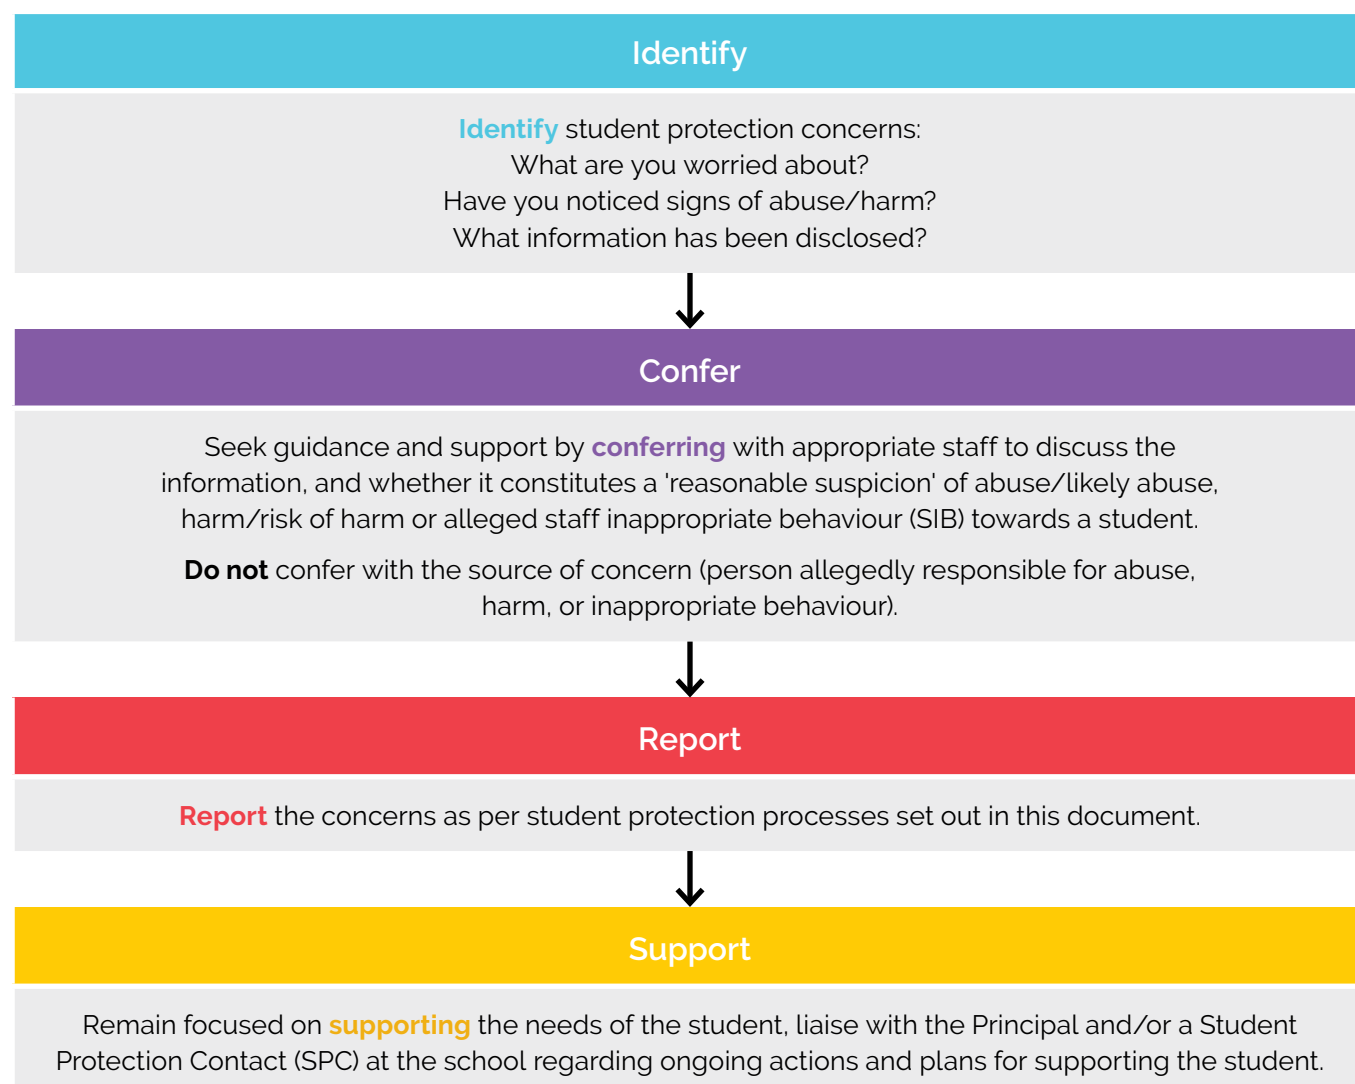 Identify
Identify student protection concerns:
What are you worried about?
Have you noticed signs of abuse/harm?
What information has been disclosed?
Confer
Seek guidance and support by conferring with appropriate staff to discuss the
information, and whether it constitutes a 'reasonable suspicion' of abuse/likely abuse,
harm/risk of harm or alleged staff inappropriate behaviour (SIB) towards a student.
Do not confer with the source of concern (person allegedly responsible for abuse,
harm, or inappropriate behaviour).
Report
Report the concerns as per student protection processes set out in this document.
Support
Remain focused on supporting the needs of the student, liaise with the Principal and/or a Student
Protection Contact (SPC) at the school regarding ongoing actions and plans for supporting the student.